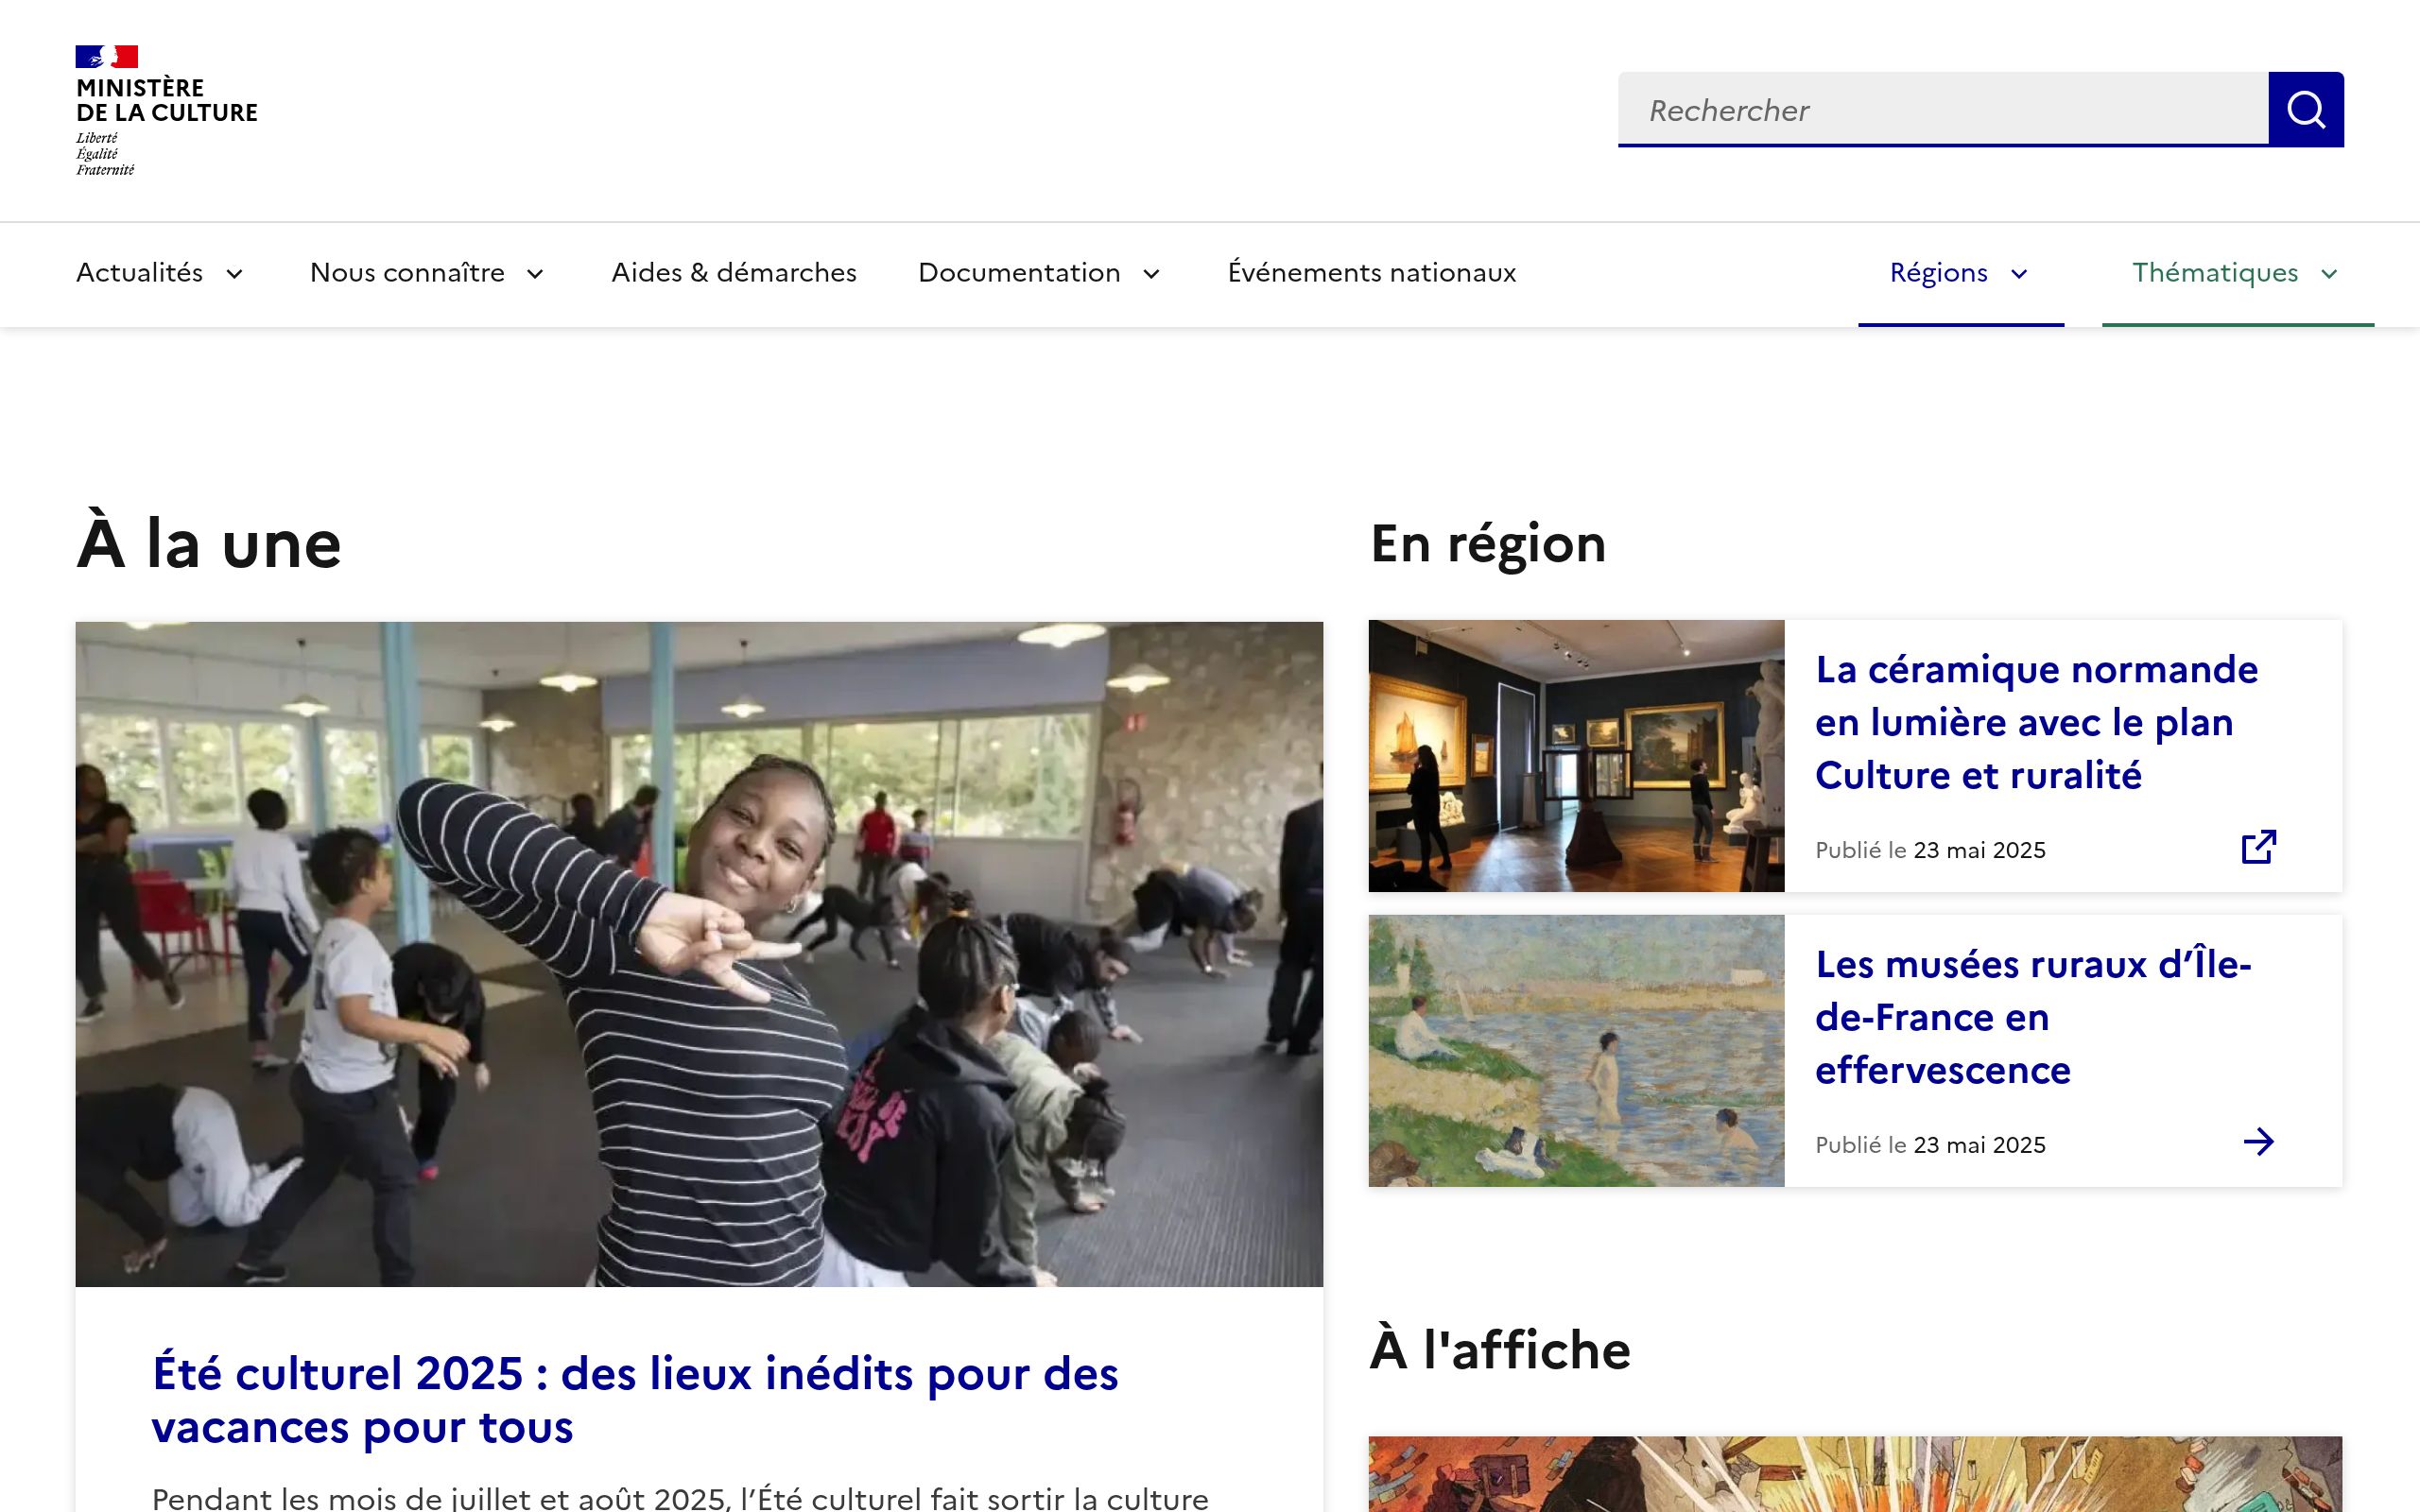 MINISTÈRE
DE LA CULTURE
Liberté
Égalité
Fraternité
Rechercher
Actualités
Nous connaître
Aides & démarches
Documentation
Événements nationaux
Régions
Thématiques
À la une
Été culturel 2025 : des lieux inédits pour des
vacances pour tous
Pendant les mois de juillet et août 2025, l’Été culturel fait sortir la culture
En région
La céramique normande
en lumière avec le plan
Culture et ruralité
Publié le 23 mai 2025
Les musées ruraux d’Île-
de-France en
effervescence
Publié le 23 mai 2025
À l'affiche